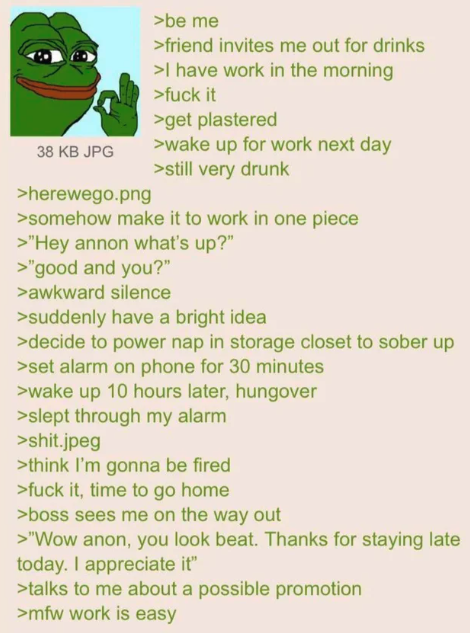 >be me
>friend invites me out for drinks
>I have work in the morning
>fuck it
>get plastered
38 KB JPG
>wake up for work next day
>still very drunk
>herewego.png
>somehow make it to work in one piece
>"Hey annon what's up?"
>"good and you?"
>awkward silence
>suddenly have a bright idea
>decide to power nap in storage closet to sober up
>set alarm on phone for 30 minutes
>wake up 10 hours later, hungover
>slept through my alarm
>shit.jpeg
>think I'm gonna be fired
>fuck it, time to go home
>boss sees me on the way out
>"Wow anon, you look beat. Thanks for staying late
today. I appreciate it"
>talks to me about a possible promotion
>mfw work is easy